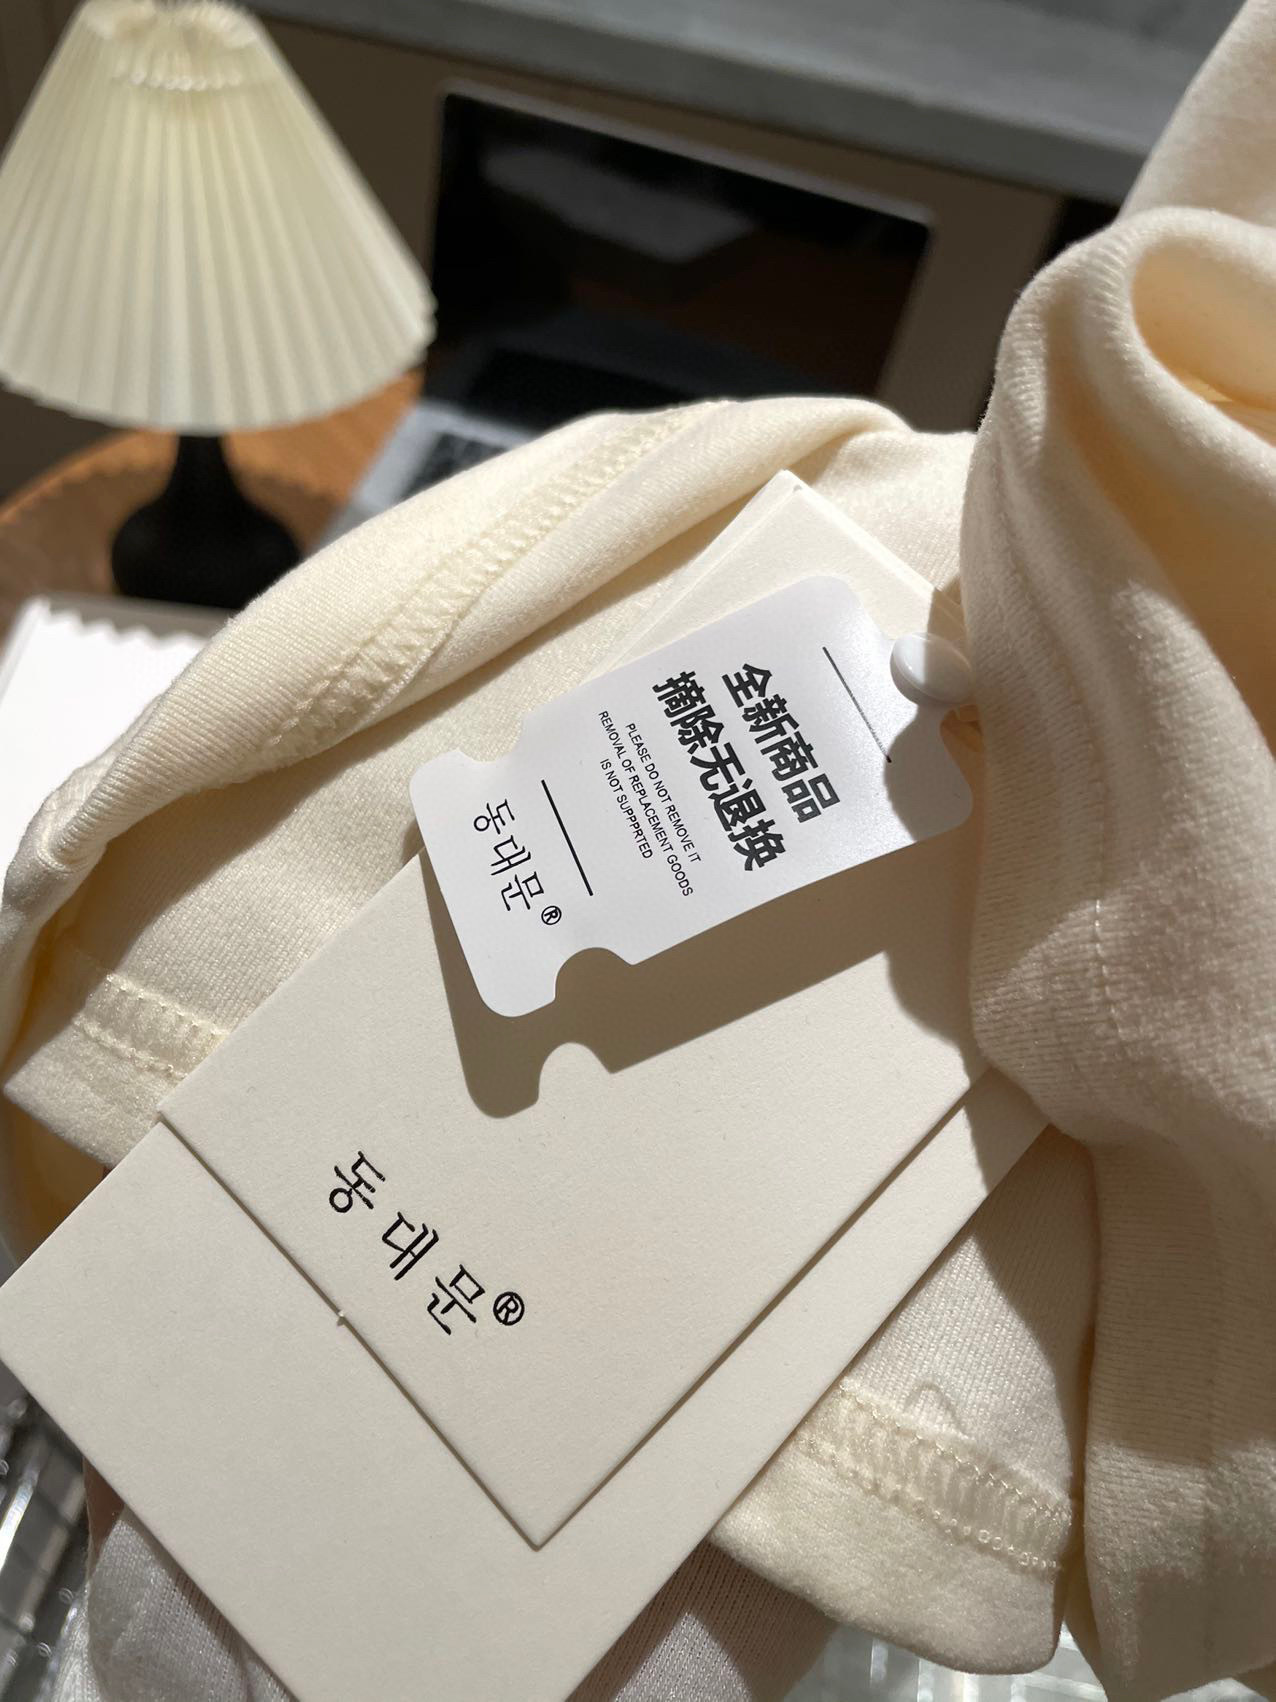 全新商品
摘除无退换
PLEASE DO NOT REMOVE IT
REMOVAL OF REPLACEMENT GOODS
IS NOT SUPPPRTED
동대문®
동대문®